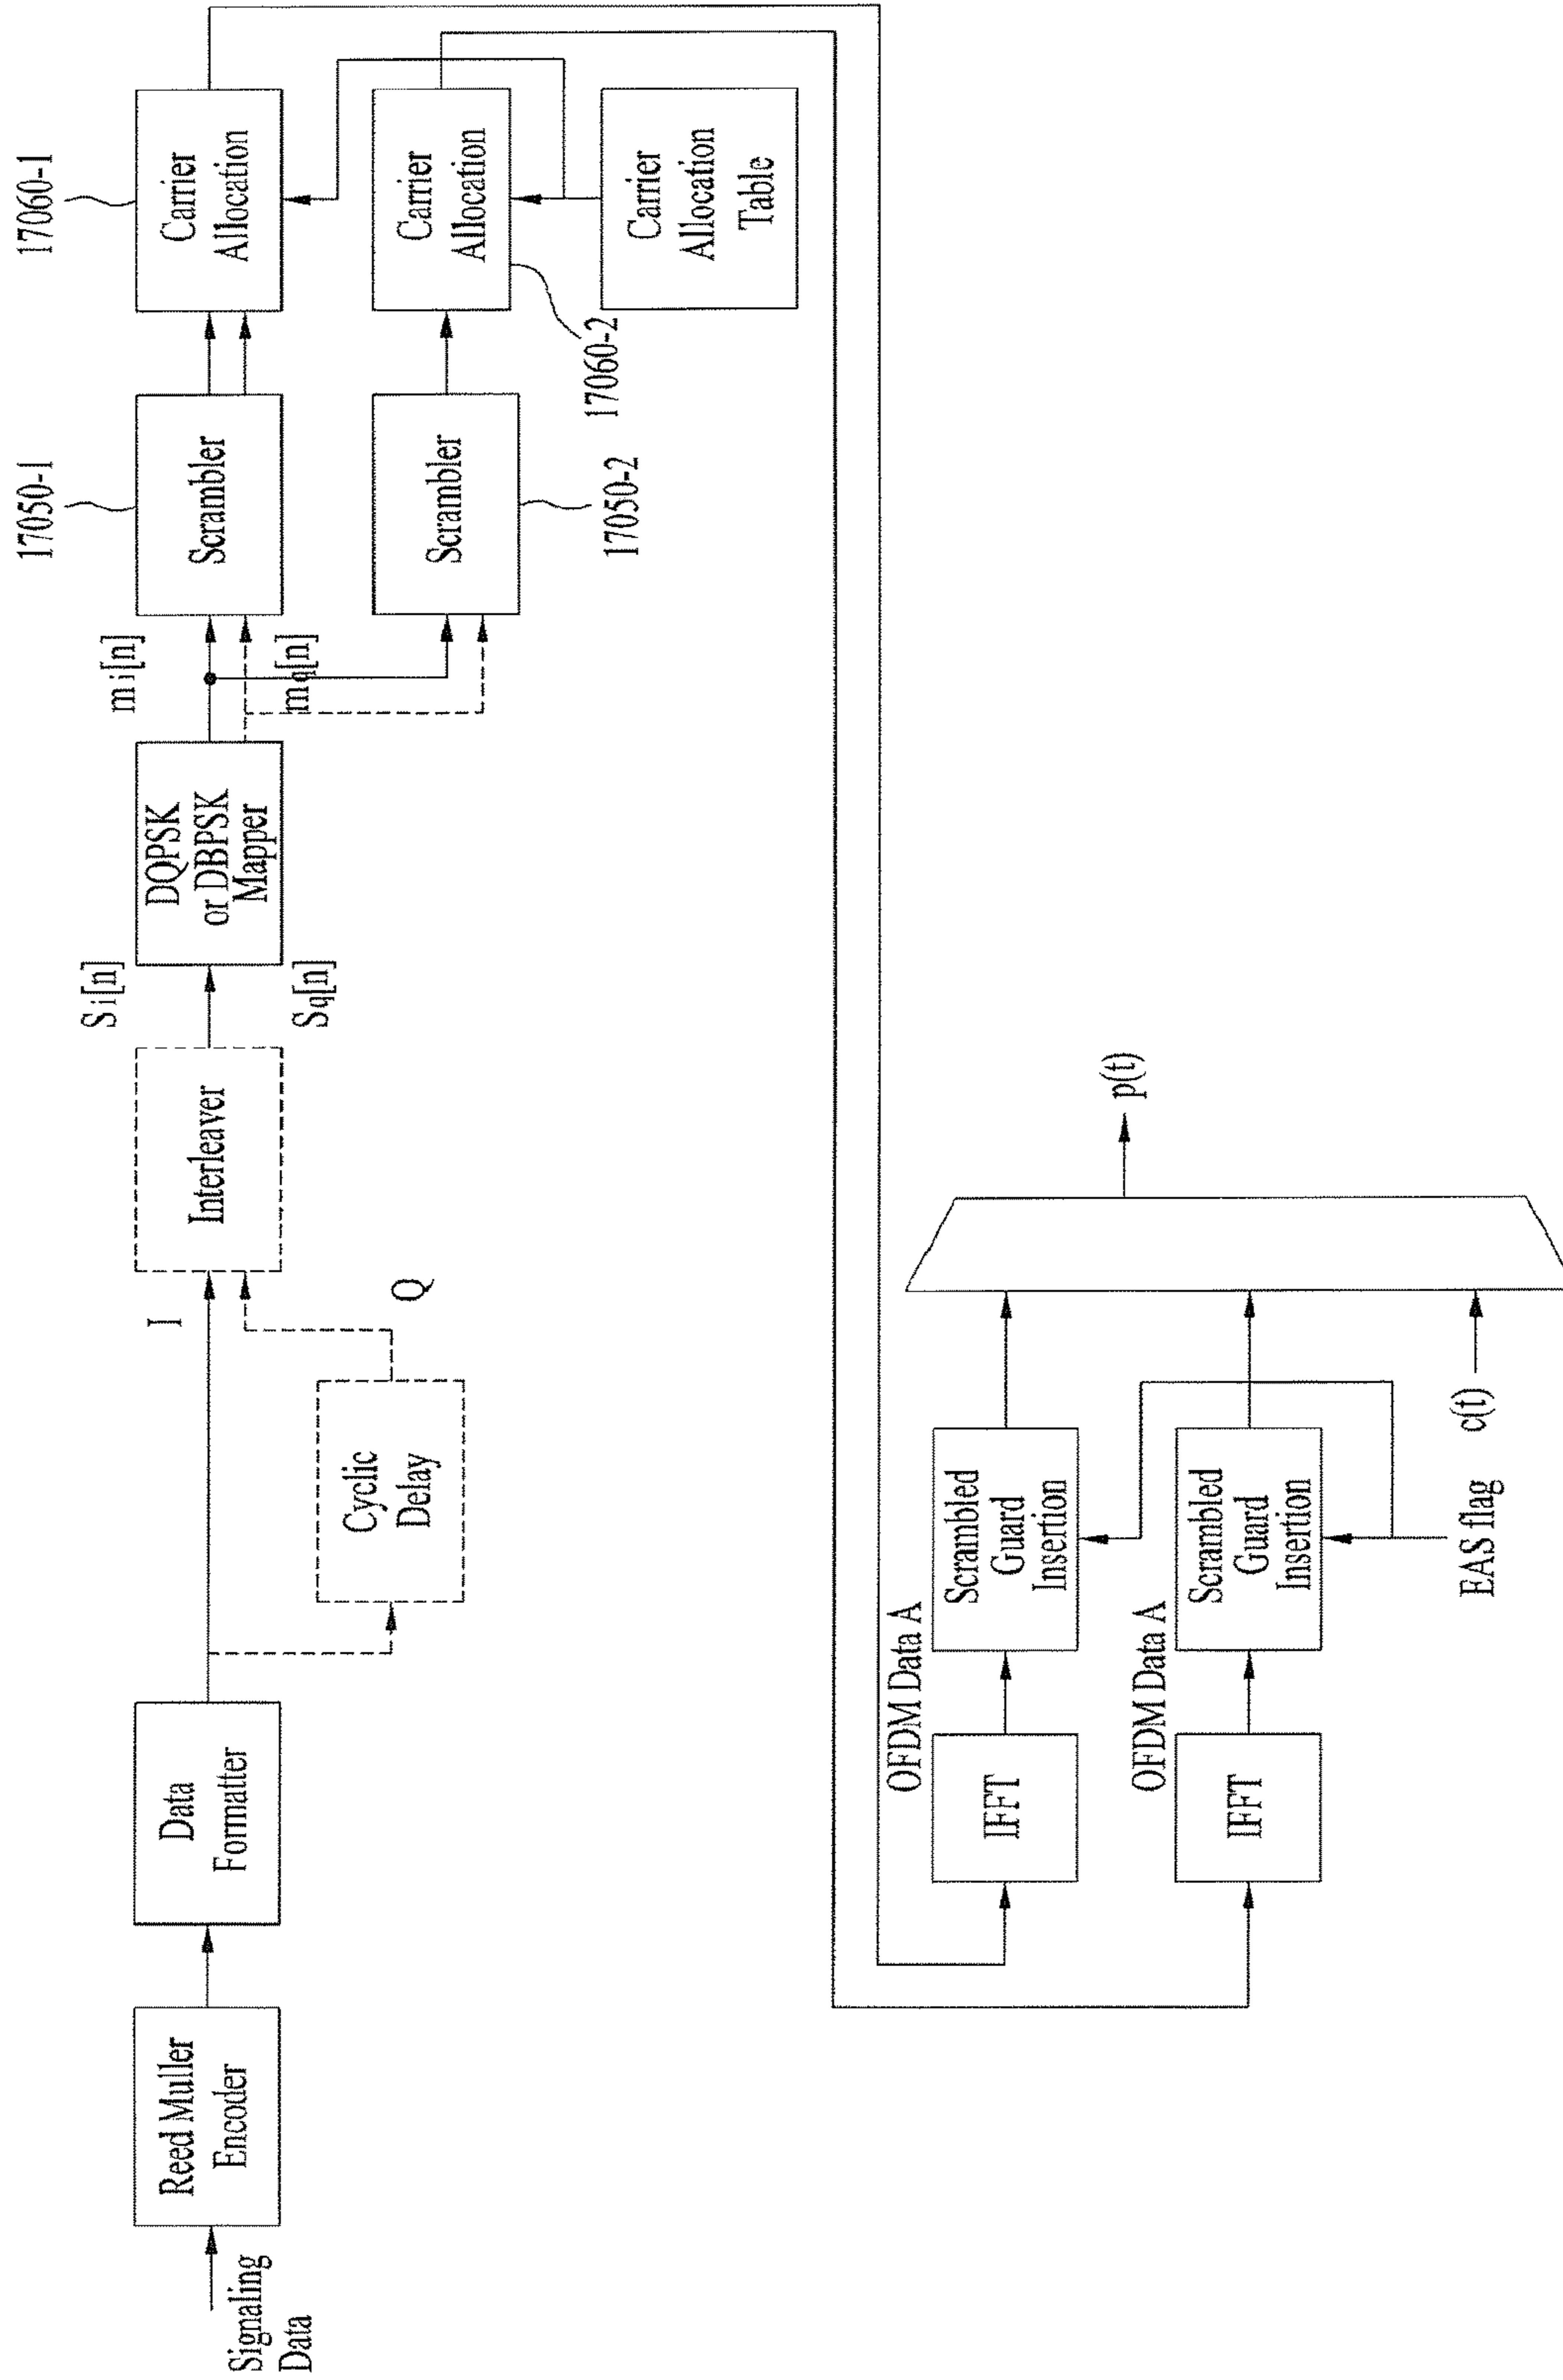 Signaling
Data
Reed Muller
Encoder
Data
Formatter
Cyclic
Delay
I
Q
Interleaver
Si[n]
Sq[n]
DQPSK
or DBPSK
Mapper
mi[n]
mq[n]
17050-1
Scrambler
Scrambler
17050-2
17060-1
Carrier
Allocation
Carrier
Allocation
17060-2
Carrier
Allocation
Table
IFFT
OFDM Data A
Scrambled
Guard
Insertion
IFFT
OFDM Data A
Scrambled
Guard
Insertion
EAS flag
c(t)
p(t)